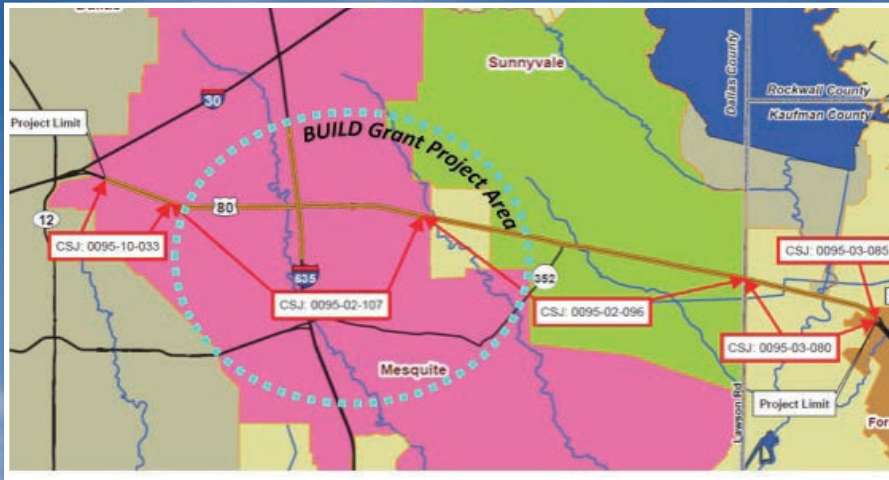 Dallas
Sunnyvale
Dallas County
Rockwall County
Kaufman County
30
Project Limit
BUILD Grant Project Area
80
12
CSJ: 0095-10-033
CSJ: 0095-03-085
635
352
CSJ: 0095-02-107
CSJ: 0095-02-096
CSJ: 0095-03-080
Mesquite
Lawson Rd
Project Limit
For